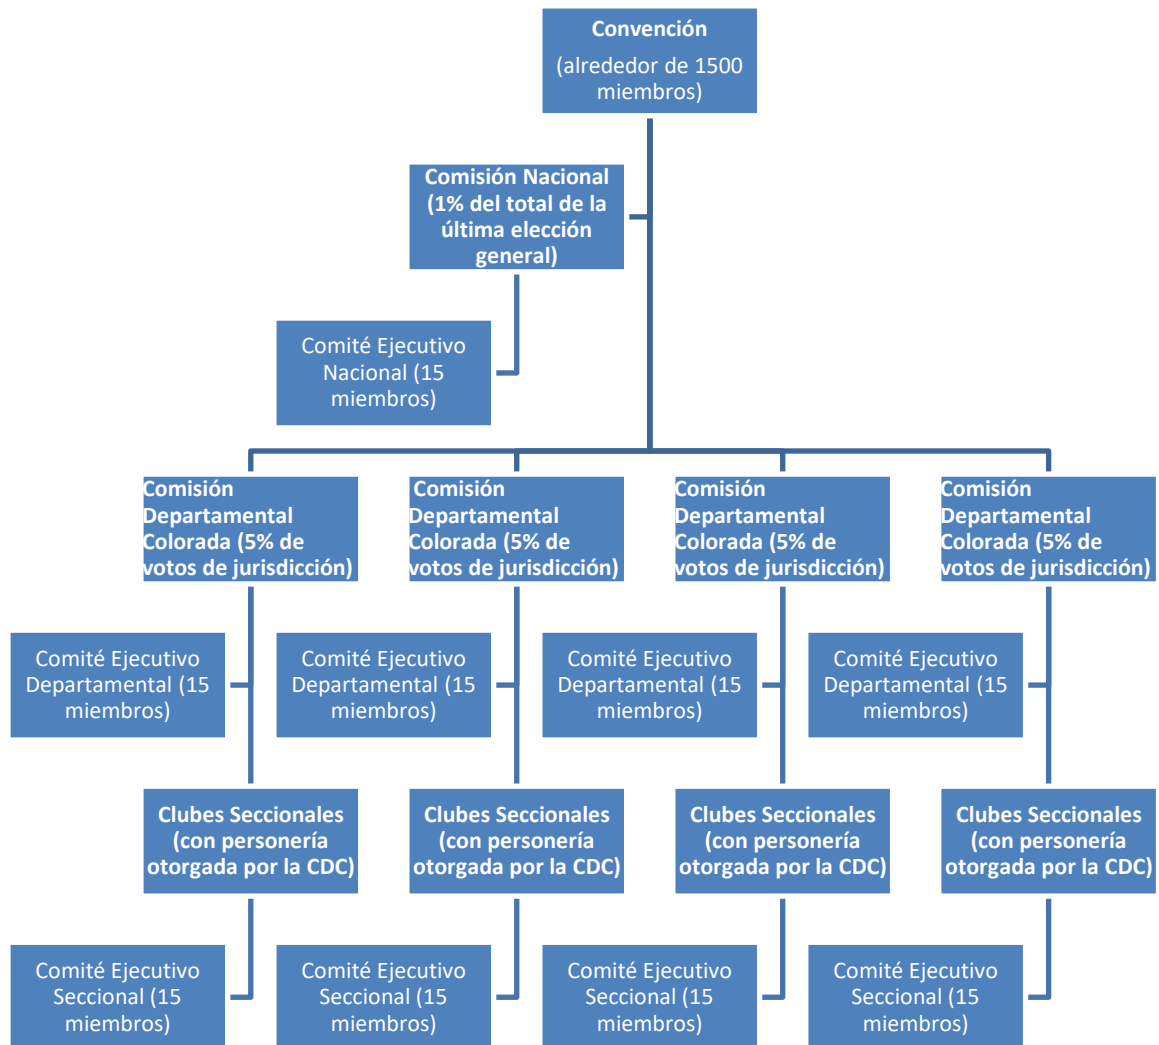 Convención
(alrededor de 1500
miembros)
Comisión Nacional
(1% del total de la
última elección
general)
Comité Ejecutivo
Nacional (15
miembros)
Comisión
Departamental
Colorada (5% de
votos de jurisdicción)
Comisión
Departamental
Colorada (5% de
votos de jurisdicción)
Comisión
Departamental
Colorada (5% de
votos de jurisdicción)
Comisión
Departamental
Colorada (5% de
votos de jurisdicción)
Comité Ejecutivo
Departamental (15
miembros)
Comité Ejecutivo
Departamental (15
miembros)
Comité Ejecutivo
Departamental (15
miembros)
Comité Ejecutivo
Departamental (15
miembros)
Clubes Seccionales
(con personería
otorgada por la CDC)
Clubes Seccionales
(con personería
otorgada por la CDC)
Clubes Seccionales
(con personería
otorgada por la CDC)
Clubes Seccionales
(con personería
otorgada por la CDC)
Comité Ejecutivo
Seccional (15
miembros)
Comité Ejecutivo
Seccional (15
miembros)
Comité Ejecutivo
Seccional (15
miembros)
Comité Ejecutivo
Seccional (15
miembros)